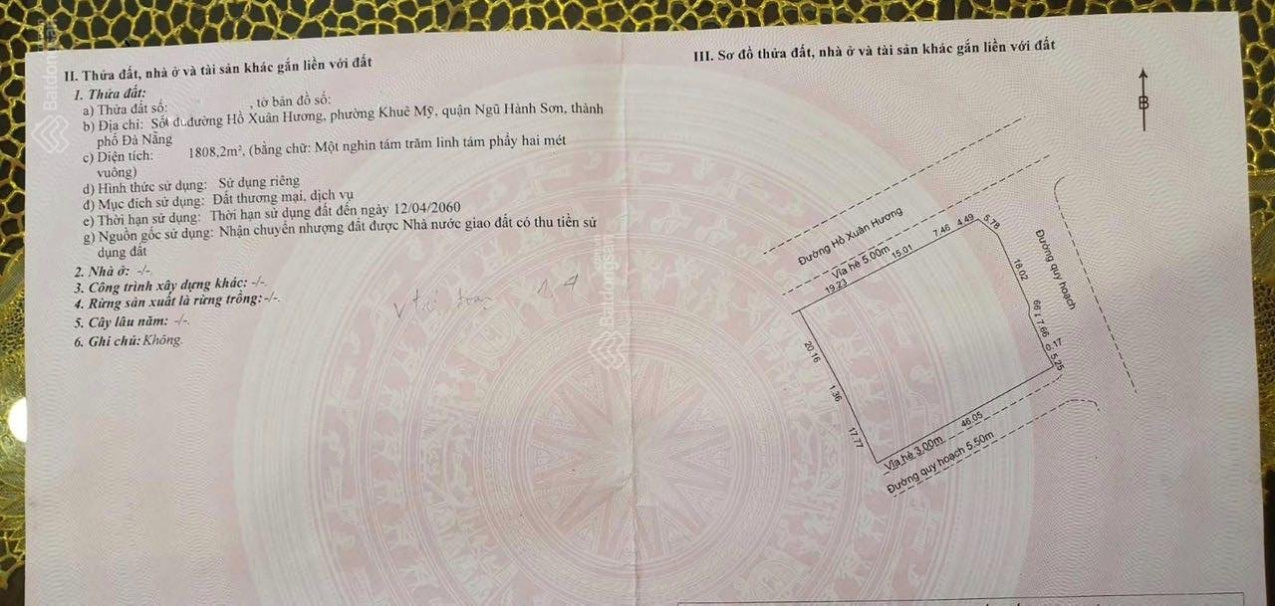 II. Thửa đất, nhà ở và tài sản khác gắn liền với đất
1. Thửa đất:
a) Thửa đất số: , tờ bản đồ số:
b) Địa chỉ: đường Hồ Xuân Hương, phường Khuê Mỹ, quận Ngũ Hành Sơn, thành
phố Đà Nẵng
c) Diện tích: 1808,2m², (bằng chữ: Một nghìn tám trăm linh tám phẩy hai mét
vuông)
d) Hình thức sử dụng: Sử dụng riêng
đ) Mục đích sử dụng: Đất thương mại, dịch vụ
e) Thời hạn sử dụng: Thời hạn sử dụng đất đến ngày 12/04/2060
g) Nguồn gốc sử dụng: Nhận chuyển nhượng đất được Nhà nước giao đất có thu tiền sử
dụng đất
2. Nhà ở: -/-.
3. Công trình xây dựng khác: -/-.
4. Rừng sản xuất là rừng trồng: -/-.
5. Cây lâu năm: -/-.
6. Ghi chú: Không.
III. Sơ đồ thửa đất, nhà ở và tài sản khác gắn liền với đất
B
Đường Hồ Xuân Hương
Vỉa hè 5.00m
19.23
15.01
7.46
4.49
5.78
Đường quy hoạch
18.02
7.66
0.17
5.25
20.16
1.36
17.77
46.05
Vỉa hè 3.00m
Đường quy hoạch 5.50m
Batdongsan
Batdongsan